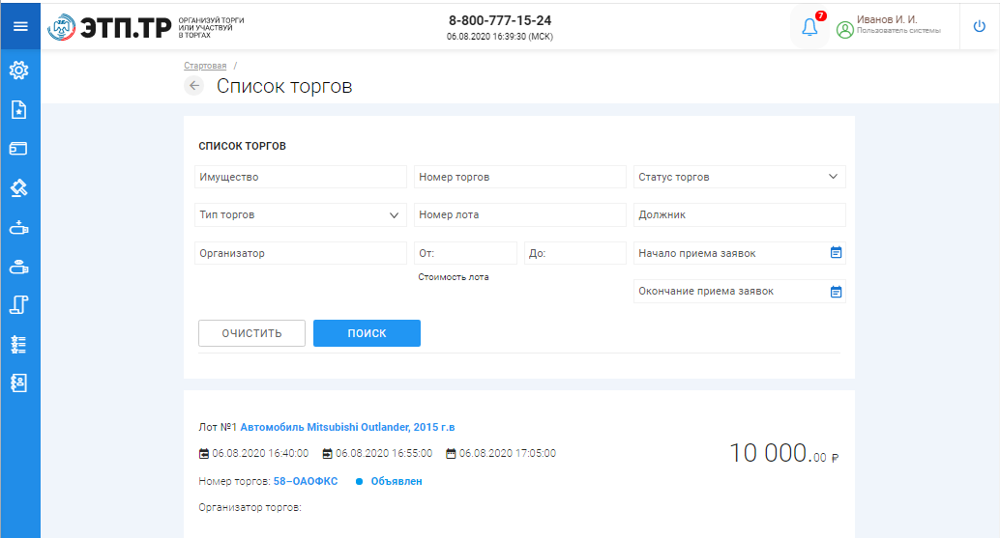 ЭТП.ТР
ОРГАНИЗУЙ ТОРГИ
ИЛИ УЧАСТВУЙ
В ТОРГАХ
8-800-777-15-24
06.08.2020 16:39:30 (МСК)
7
Иванов И. И.
Пользователь системы
Стартовая /
Список торгов
СПИСОК ТОРГОВ
Имущество
Номер торгов
Статус торгов
Тип торгов
Номер лота
Должник
Организатор
От:
До:
Начало приема заявок
Стоимость лота
Окончание приема заявок
ОЧИСТИТЬ
ПОИСК
Лот №1 Автомобиль Mitsubishi Outlander, 2015 г.в
06.08.2020 16:40:00 06.08.2020 16:55:00 06.08.2020 17:05:00
10 000.00 ₽
Номер торгов: 58–ОАОФКС Объявлен
Организатор торгов: